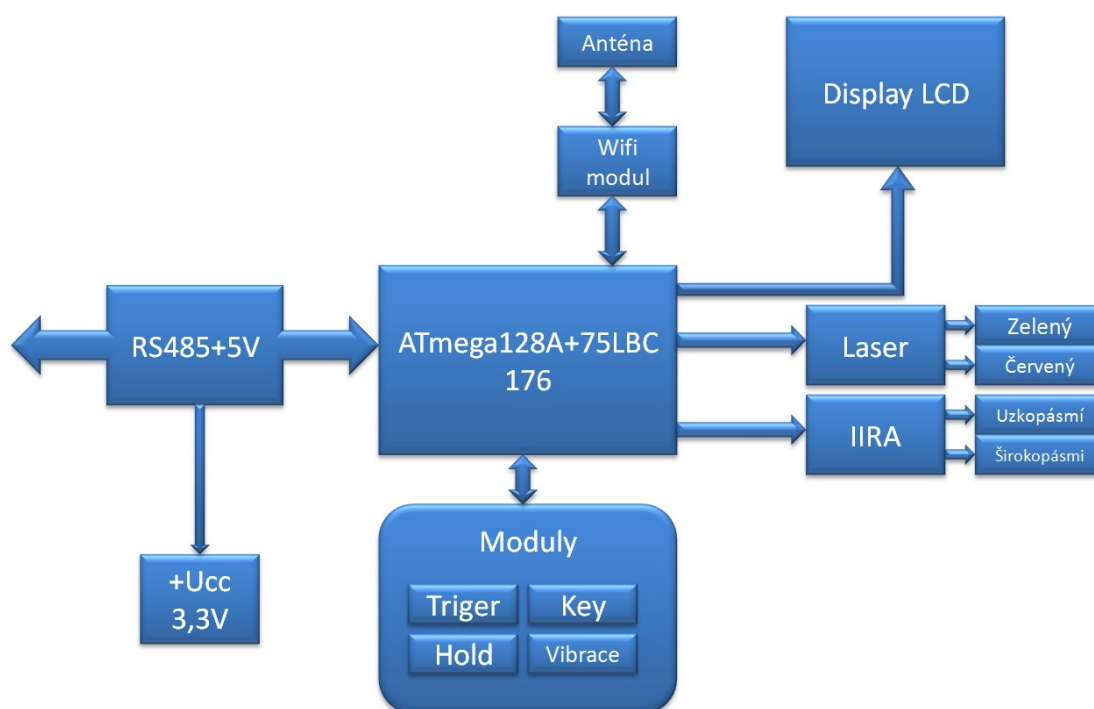 Anténa
Display LCD
Wifi
modul
RS485+5V
ATmega128A+75LBC
176
Laser
Zelený
Červený
IIRA
Uzkopásmí
Širokopásmi
+Ucc
3,3V
Moduly
Triger
Key
Hold
Vibrace